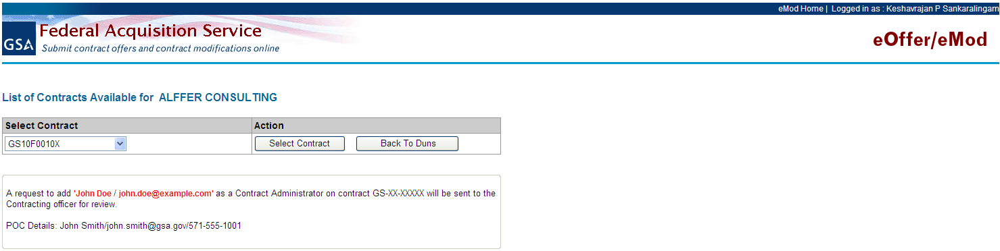 eMod Home | Logged in as : Keshavrajan P Sankaralingam
GSA
Federal Acquisition Service
Submit contract offers and contract modifications online
eOffer/eMod
List of Contracts Available for ALFFER CONSULTING
Select Contract Action
GS10F0010X Select Contract Back To Duns
A request to add 'John Doe / john.doe@example.com' as a Contract Administrator on contract GS-XX-XXXXX will be sent to the
Contracting officer for review.
POC Details: John Smith/john.smith@gsa.gov/571-555-1001